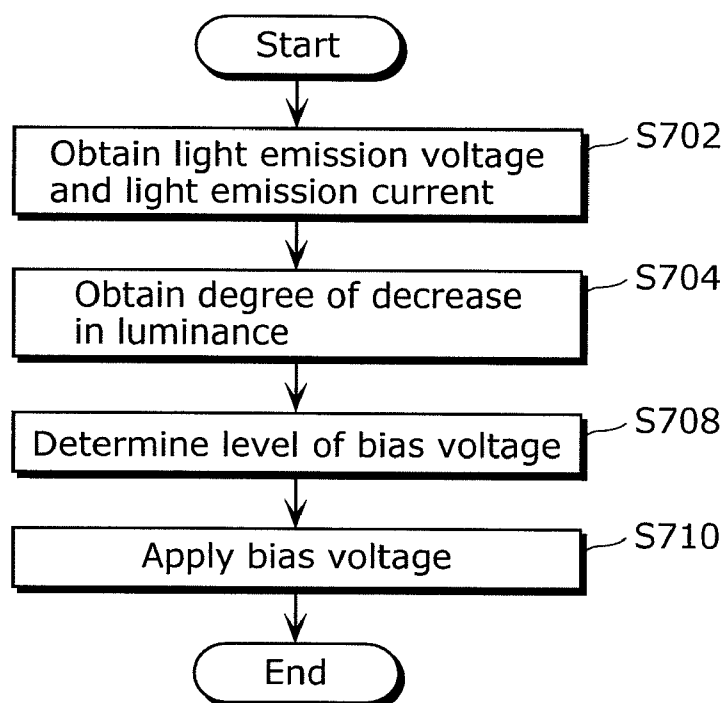 Start
Obtain light emission voltage
and light emission current
S702
Obtain degree of decrease
in luminance
S704
Determine level of bias voltage
S708
Apply bias voltage
S710
End